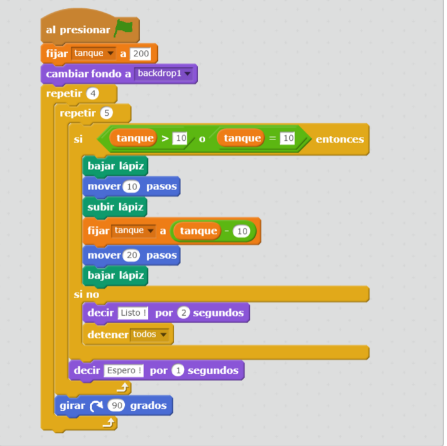 al presionar
fijar tanque a 200
cambiar fondo a backdrop1
repetir 4
repetir 5
si tanque > 10 o tanque = 10 entonces
bajar lápiz
mover 10 pasos
subir lápiz
fijar tanque a tanque - 10
mover 20 pasos
bajar lápiz
si no
decir Listo ! por 2 segundos
detener todos
decir Espero ! por 1 segundos
girar 90 grados